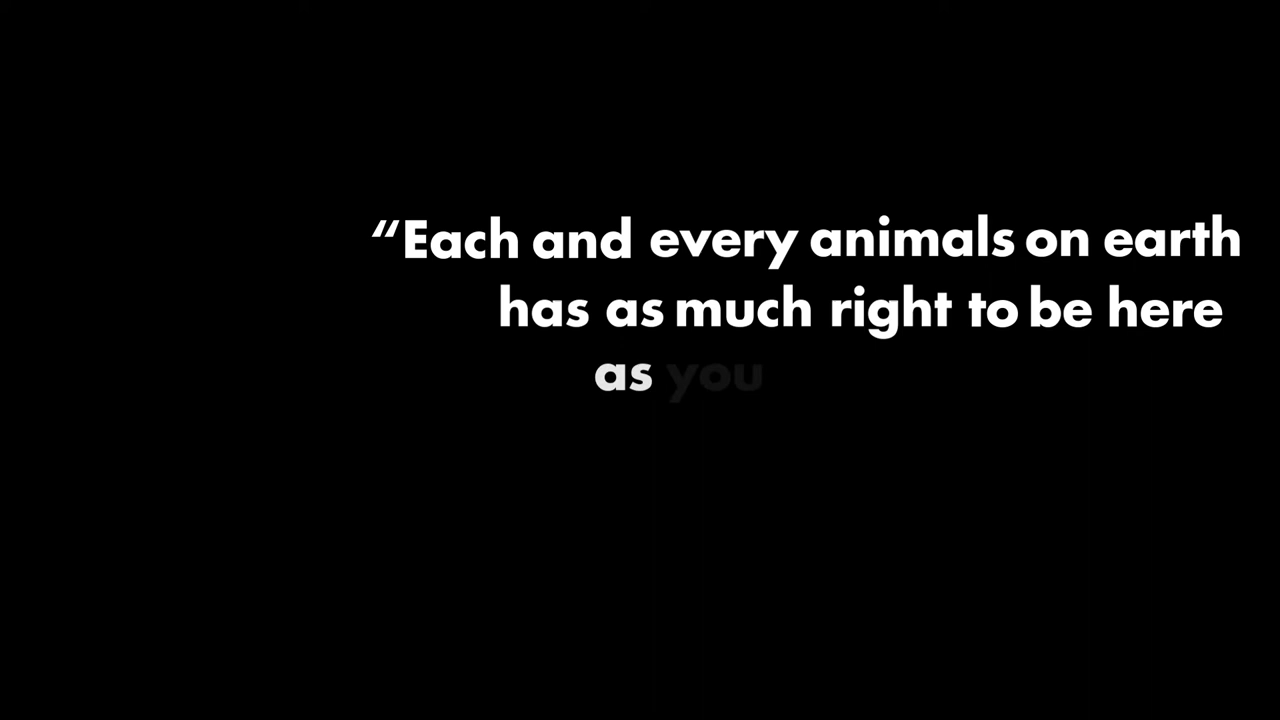 “Each and every animals on earth
has as much right to be here
as you